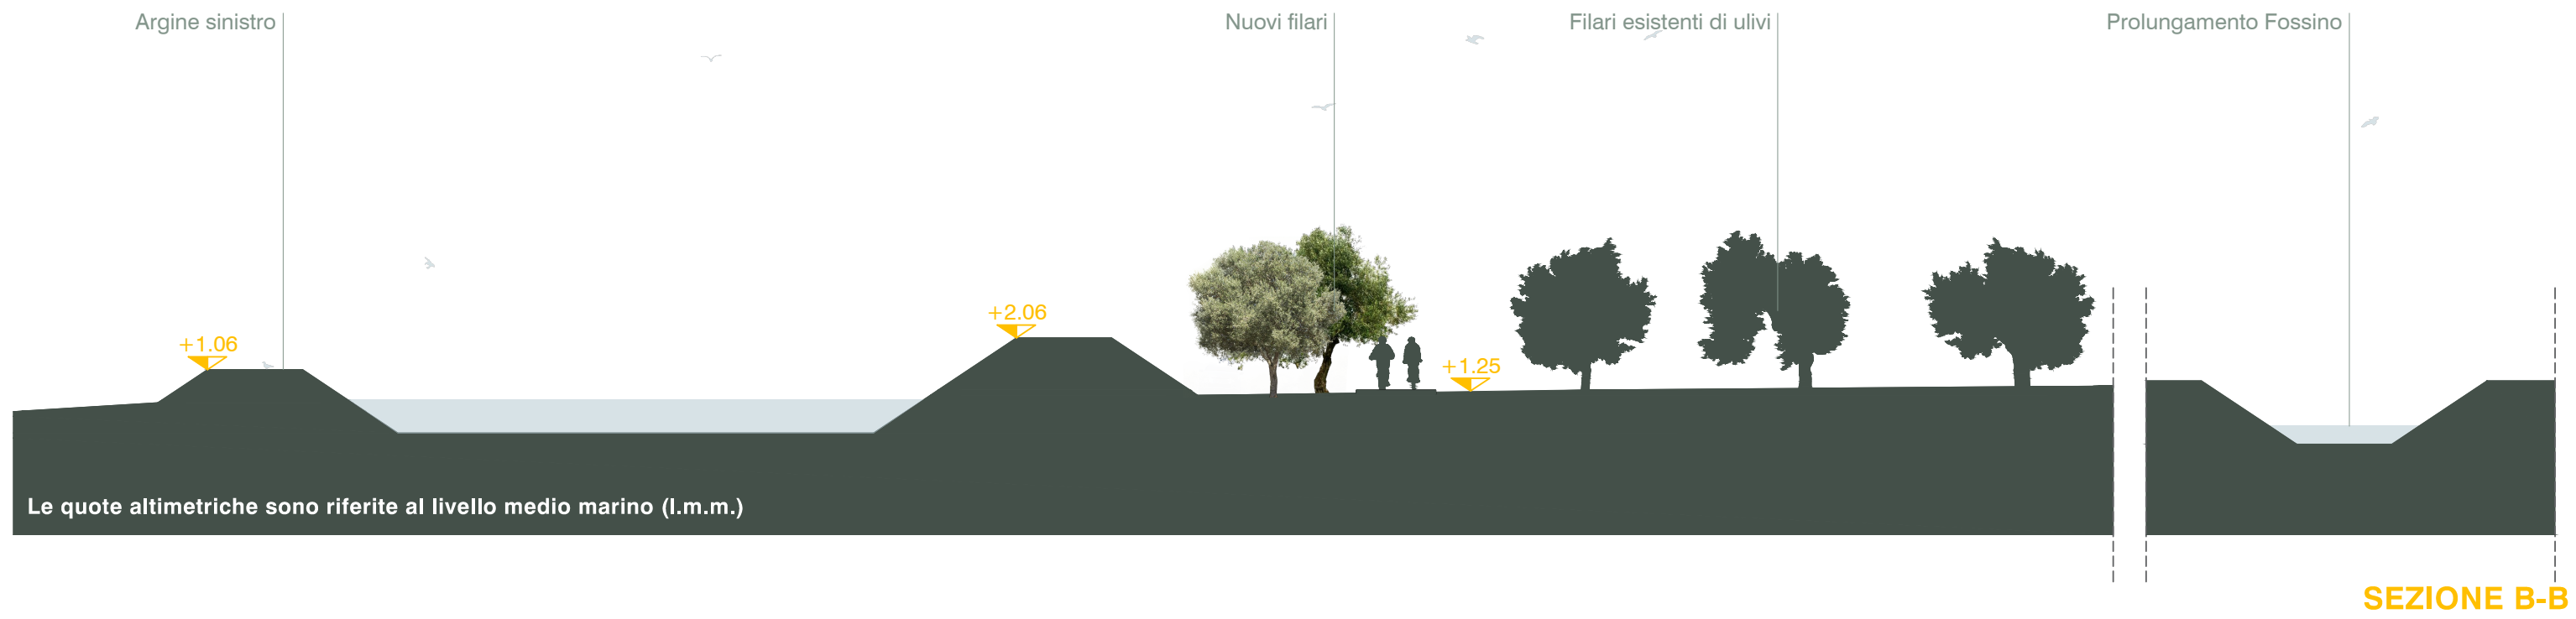 Argine sinistro
Nuovi filari
Filari esistenti di ulivi
Prolungamento Fossino
+1.06
+2.06
+1.25
Le quote altimetriche sono riferite al livello medio marino (l.m.m.)
SEZIONE B-B